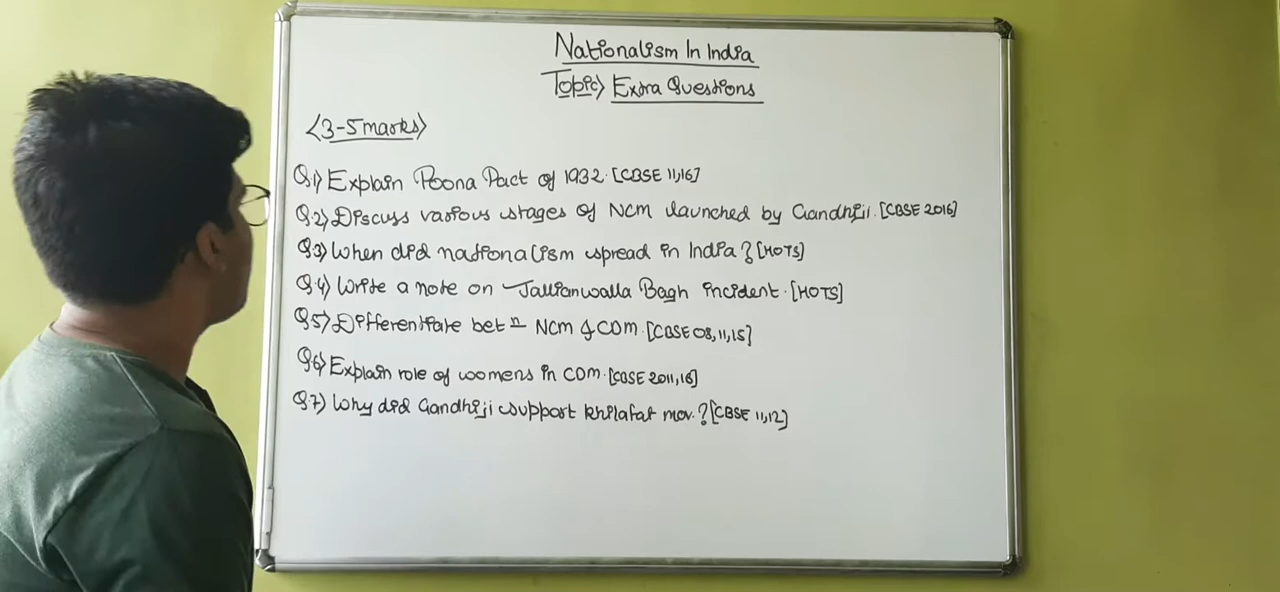 Nationalism In India
Topic> Extra Questions
<3-5 marks>
Q.1) Explain Poona Pact of 1932. [CBSE 11,16]
Q.2) Discuss various stages of NCM launched by Gandhiji. [CBSE 2016]
Q.3) When did nationalism spread in India? [HOTS]
Q.4) Write a note on Jallianwalla Bagh incident. [HOTS]
Q.5) Differentiate betⁿ NCM & CDM. [CBSE 08,11,15]
Q.6) Explain role of womens in CDM. [CBSE 2011,16]
Q.7) Why did Gandhiji support khilafat mov.? [CBSE 11,12]